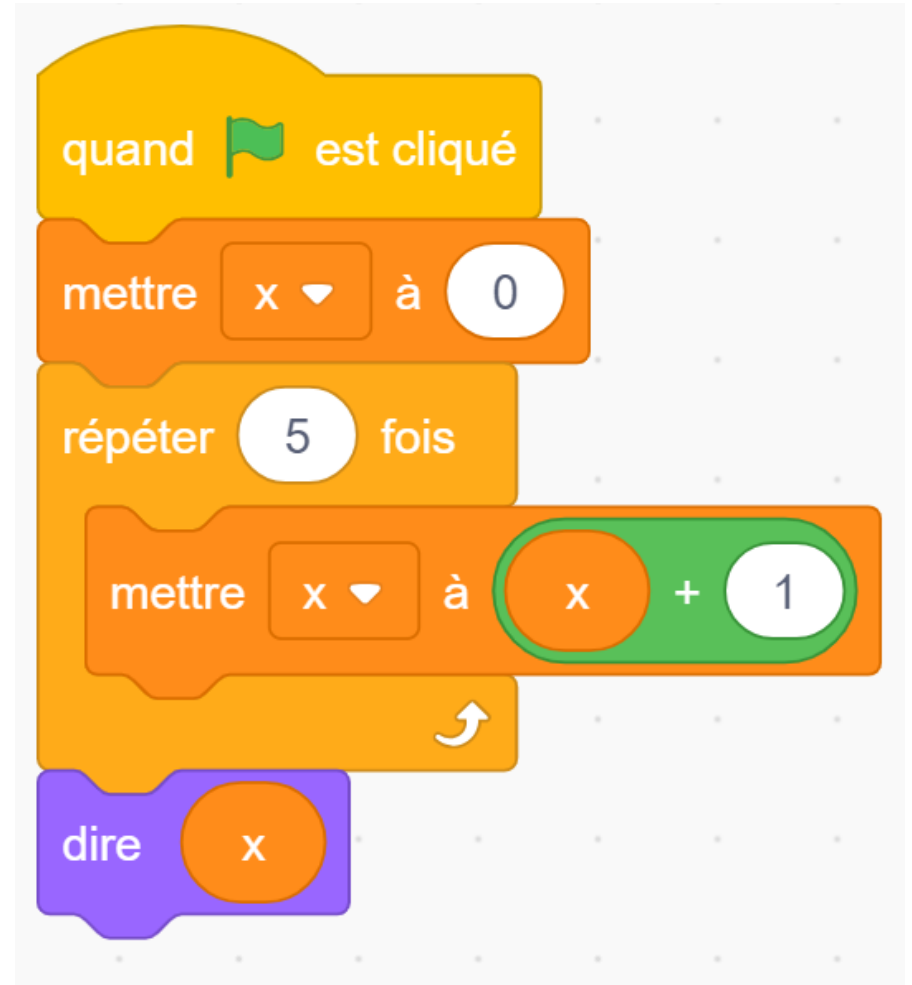 quand est cliqué
mettre x à 0
répéter 5 fois
mettre x à x + 1
dire x